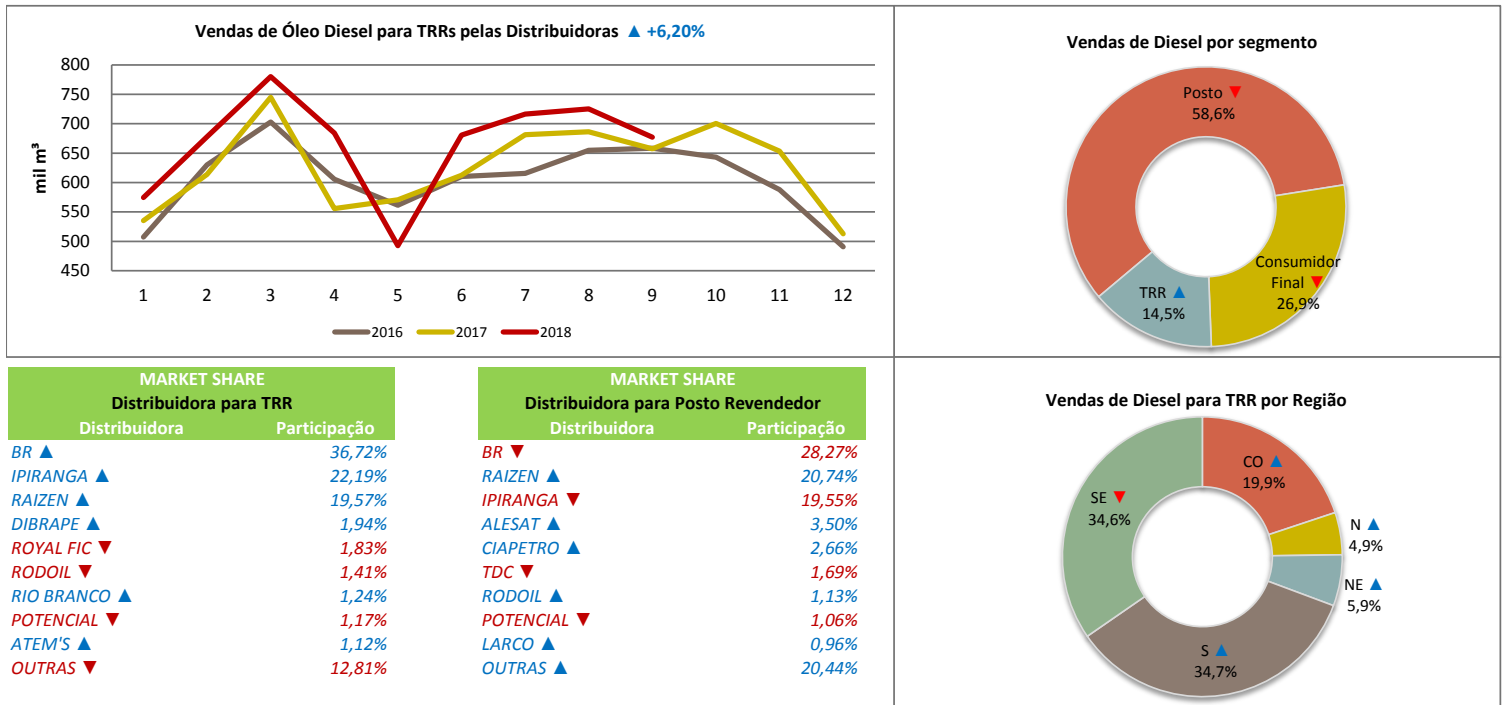 Vendas de Óleo Diesel para TRRs pelas Distribuidoras ▲ +6,20%
800
750
700
650
600
550
500
450
mil m³
1 2 3 4 5 6 7 8 9 10 11 12
2016 2017 2018
Vendas de Diesel por segmento
Posto ▼
58,6%
Consumidor
Final ▼
26,9%
TRR ▲
14,5%
MARKET SHARE
Distribuidora para TRR
Distribuidora Participação
BR ▲ 36,72%
IPIRANGA ▲ 22,19%
RAIZEN ▲ 19,57%
DIBRAPE ▲ 1,94%
ROYAL FIC ▼ 1,83%
RODOIL ▼ 1,41%
RIO BRANCO ▲ 1,24%
POTENCIAL ▼ 1,17%
ATEM'S ▲ 1,12%
OUTRAS ▼ 12,81%
MARKET SHARE
Distribuidora para Posto Revendedor
Distribuidora Participação
BR ▼ 28,27%
RAIZEN ▲ 20,74%
IPIRANGA ▼ 19,55%
ALESAT ▲ 3,50%
CIAPETRO ▲ 2,66%
TDC ▼ 1,69%
RODOIL ▲ 1,13%
POTENCIAL ▼ 1,06%
LARCO ▲ 0,96%
OUTRAS ▲ 20,44%
Vendas de Diesel para TRR por Região
CO ▲
19,9%
N ▲
4,9%
NE ▲
5,9%
S ▲
34,7%
SE ▼
34,6%